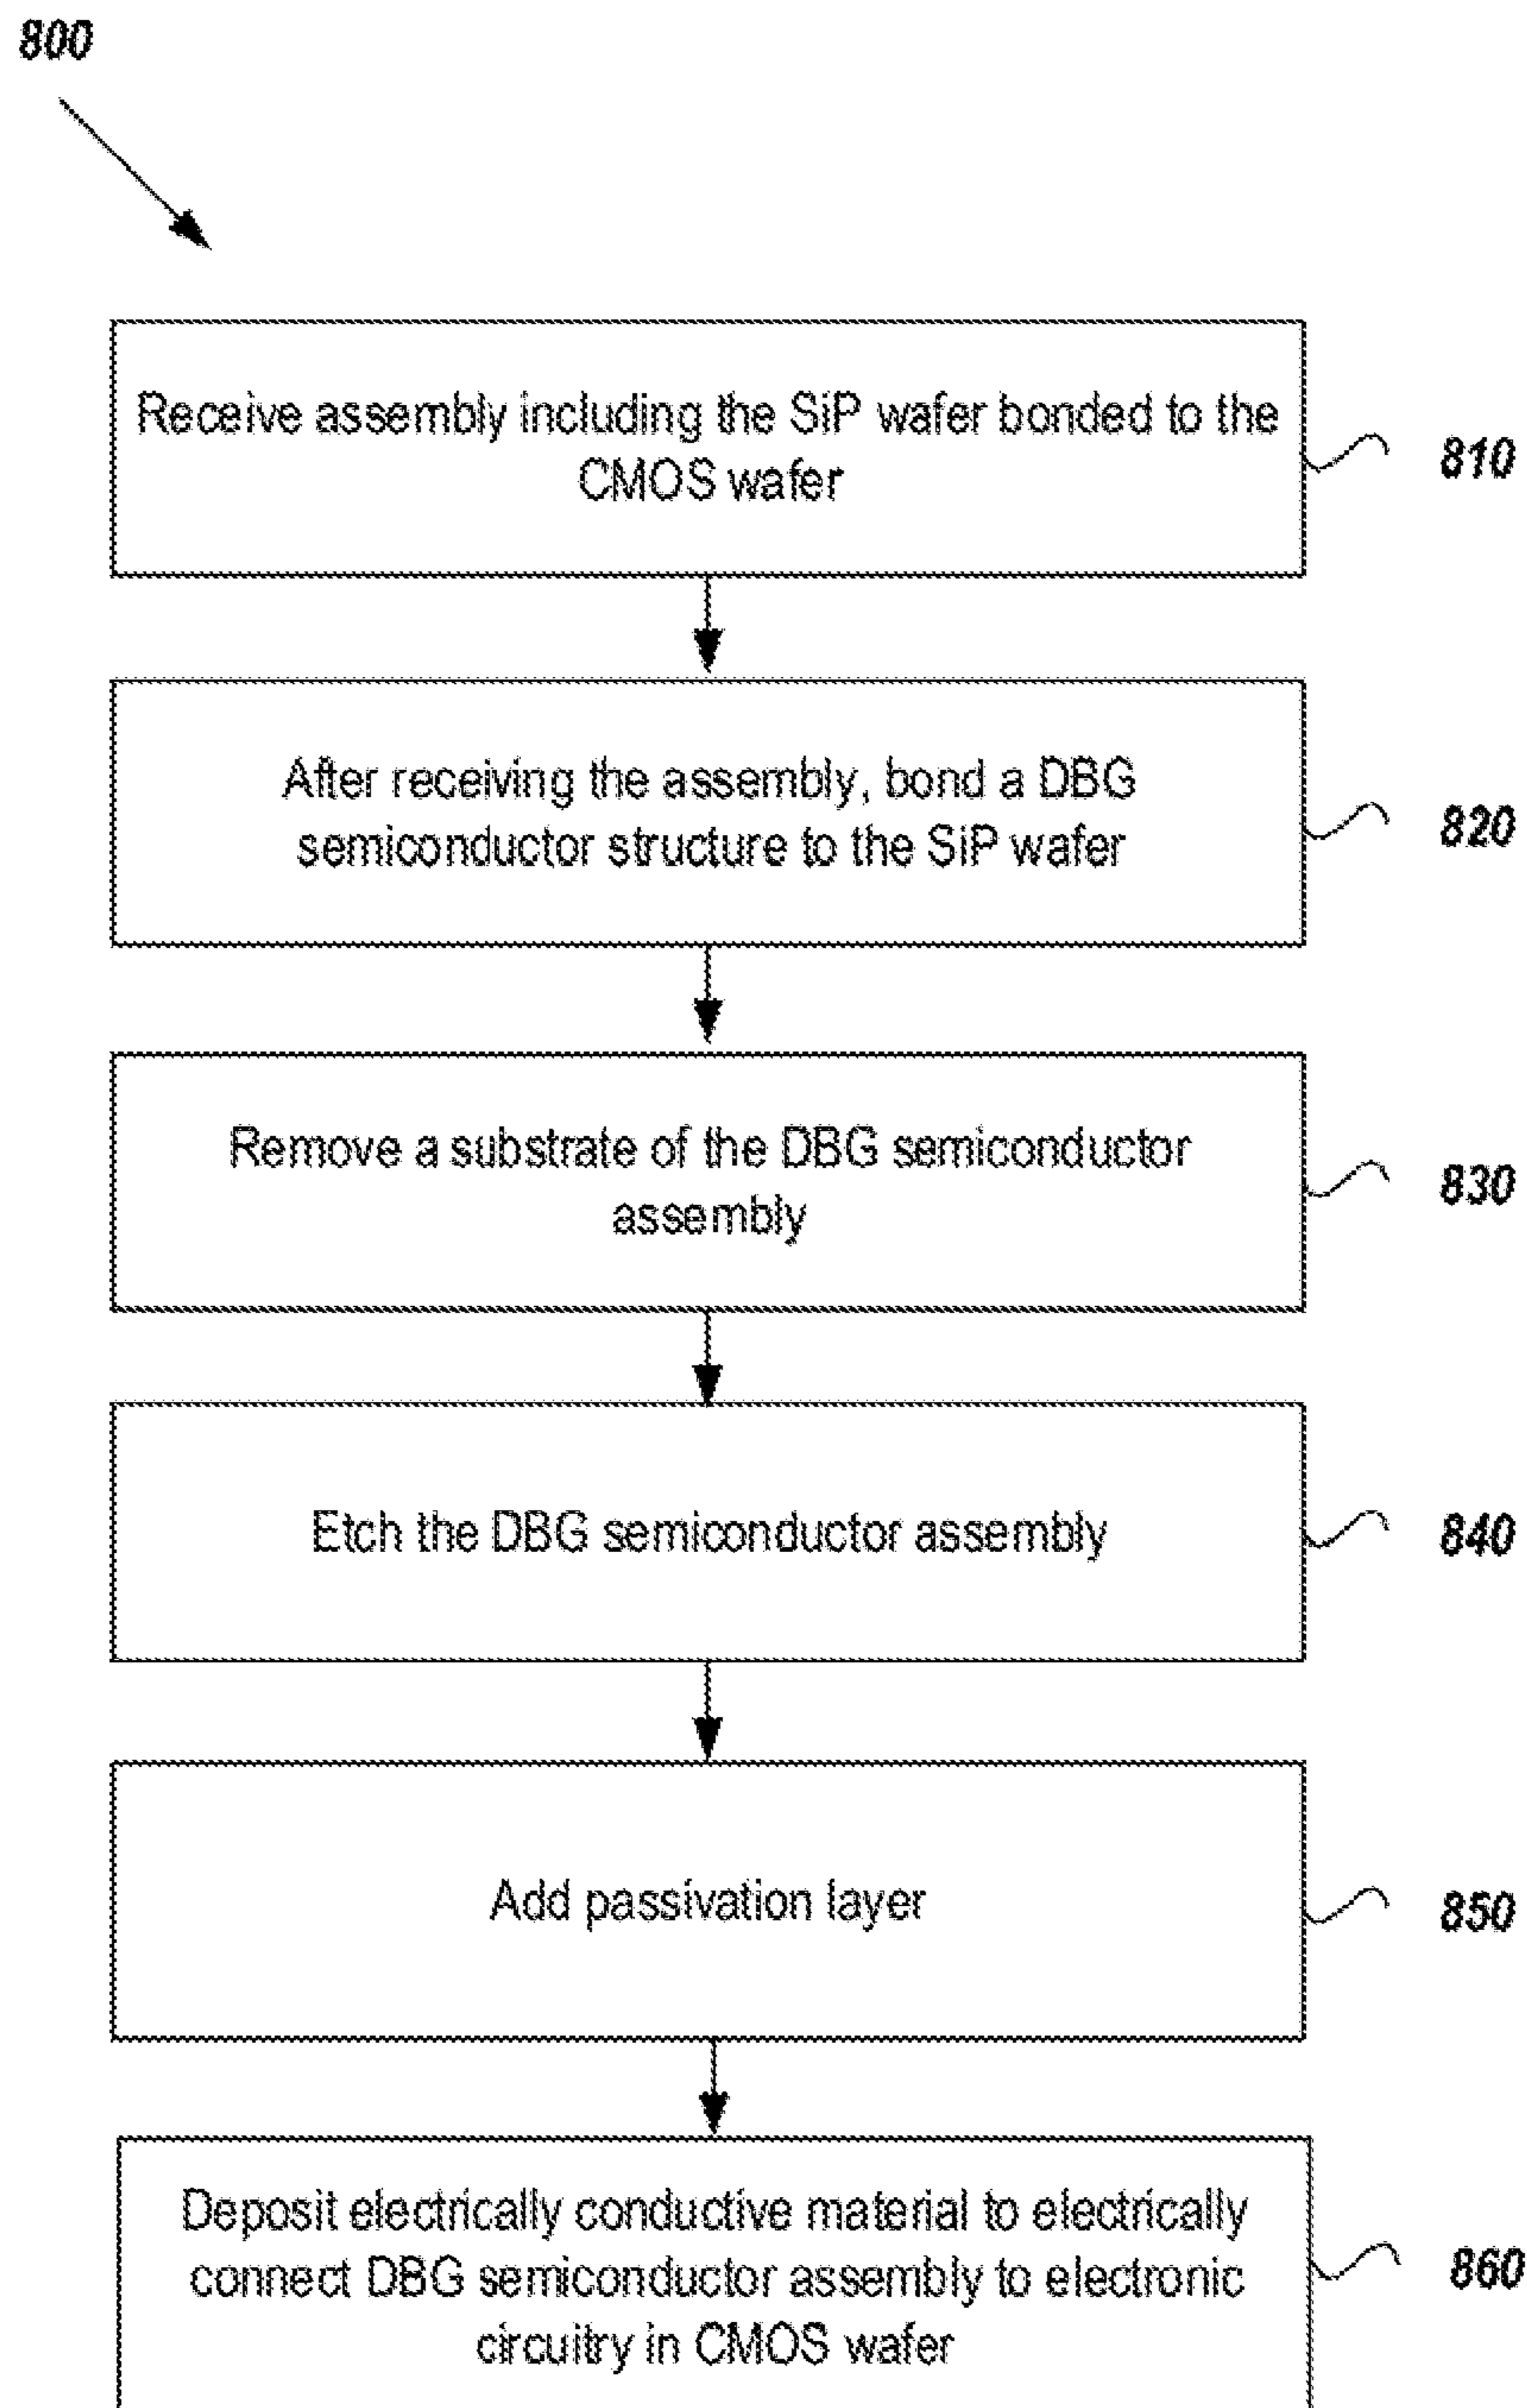 800
Receive assembly including the SiP wafer bonded to the
CMOS wafer
810
After receiving the assembly, bond a DBG
semiconductor structure to the SiP wafer
820
Remove a substrate of the DBG semiconductor
assembly
830
Etch the DBG semiconductor assembly
840
Add passivation layer
850
Deposit electrically conductive material to electrically
connect DBG semiconductor assembly to electronic
circuitry in CMOS wafer
860